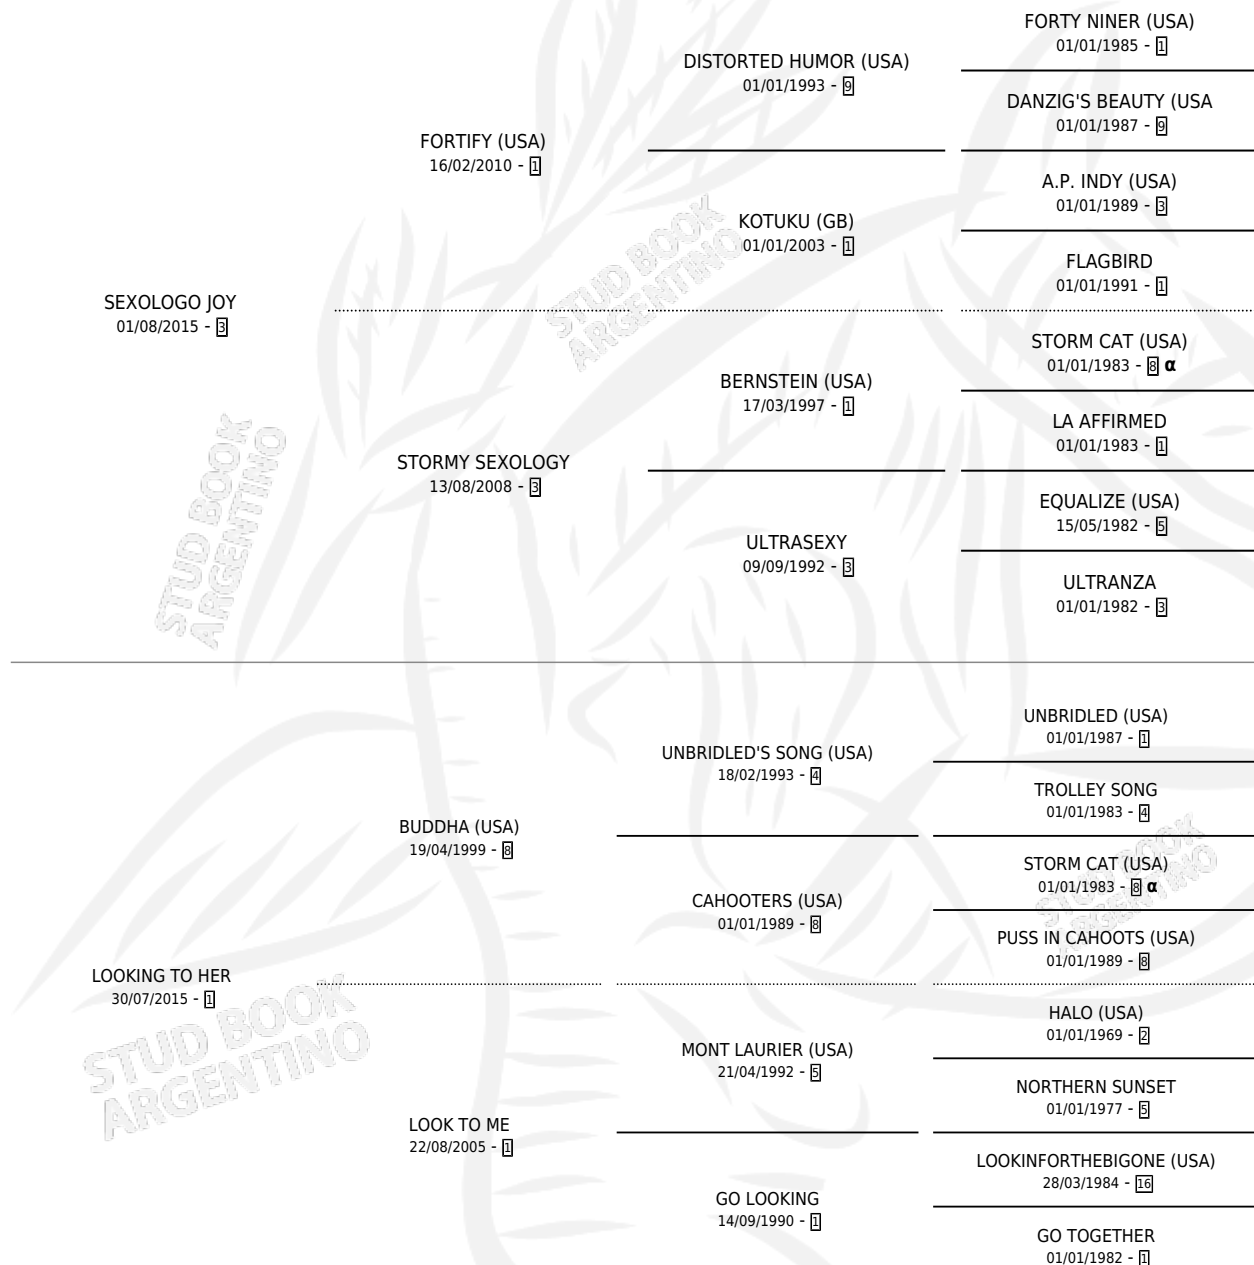 FORTY NINER (USA)
01/01/1985 - 1
DISTORTED HUMOR (USA)
01/01/1993 - 9
DANZIG'S BEAUTY (USA
01/01/1987 - 9
FORTIFY (USA)
16/02/2010 - 1
A.P. INDY (USA)
01/01/1989 - 3
KOTUKU (GB)
01/01/2003 - 1
FLAGBIRD
01/01/1991 - 1
SEXOLOGO JOY
01/08/2015 - 3
STORM CAT (USA)
01/01/1983 - 8 α
BERNSTEIN (USA)
17/03/1997 - 1
LA AFFIRMED
01/01/1983 - 1
STORMY SEXOLOGY
13/08/2008 - 3
EQUALIZE (USA)
15/05/1982 - 5
ULTRASEXY
09/09/1992 - 3
ULTRANZA
01/01/1982 - 3
UNBRIDLED (USA)
01/01/1987 - 1
UNBRIDLED'S SONG (USA)
18/02/1993 - 4
TROLLEY SONG
01/01/1983 - 4
BUDDHA (USA)
19/04/1999 - 8
STORM CAT (USA)
01/01/1983 - 8 α
CAHOOTERS (USA)
01/01/1989 - 8
PUSS IN CAHOOTS (USA)
01/01/1989 - 8
LOOKING TO HER
30/07/2015 - 1
HALO (USA)
01/01/1969 - 2
MONT LAURIER (USA)
21/04/1992 - 5
NORTHERN SUNSET
01/01/1977 - 5
LOOK TO ME
22/08/2005 - 1
LOOKINFORTHEBIGONE (USA)
28/03/1984 - 16
GO LOOKING
14/09/1990 - 1
GO TOGETHER
01/01/1982 - 1
STUD BOOK
ARGENTINO
STUD BOOK
ARGENTINO
STUD BOOK
ARGENTINO
STUD BOOK
ARGENTINO